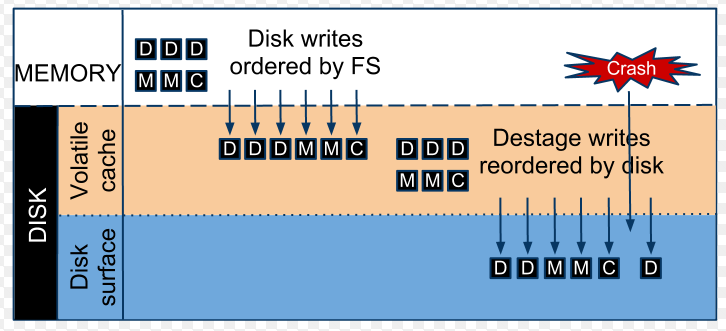 MEMORY
D D D
M M C
Disk writes
ordered by FS
Crash
DISK
Volatile
cache
D D D M M C
D D D
M M C
Destage writes
reordered by disk
Disk
surface
D D M M C D